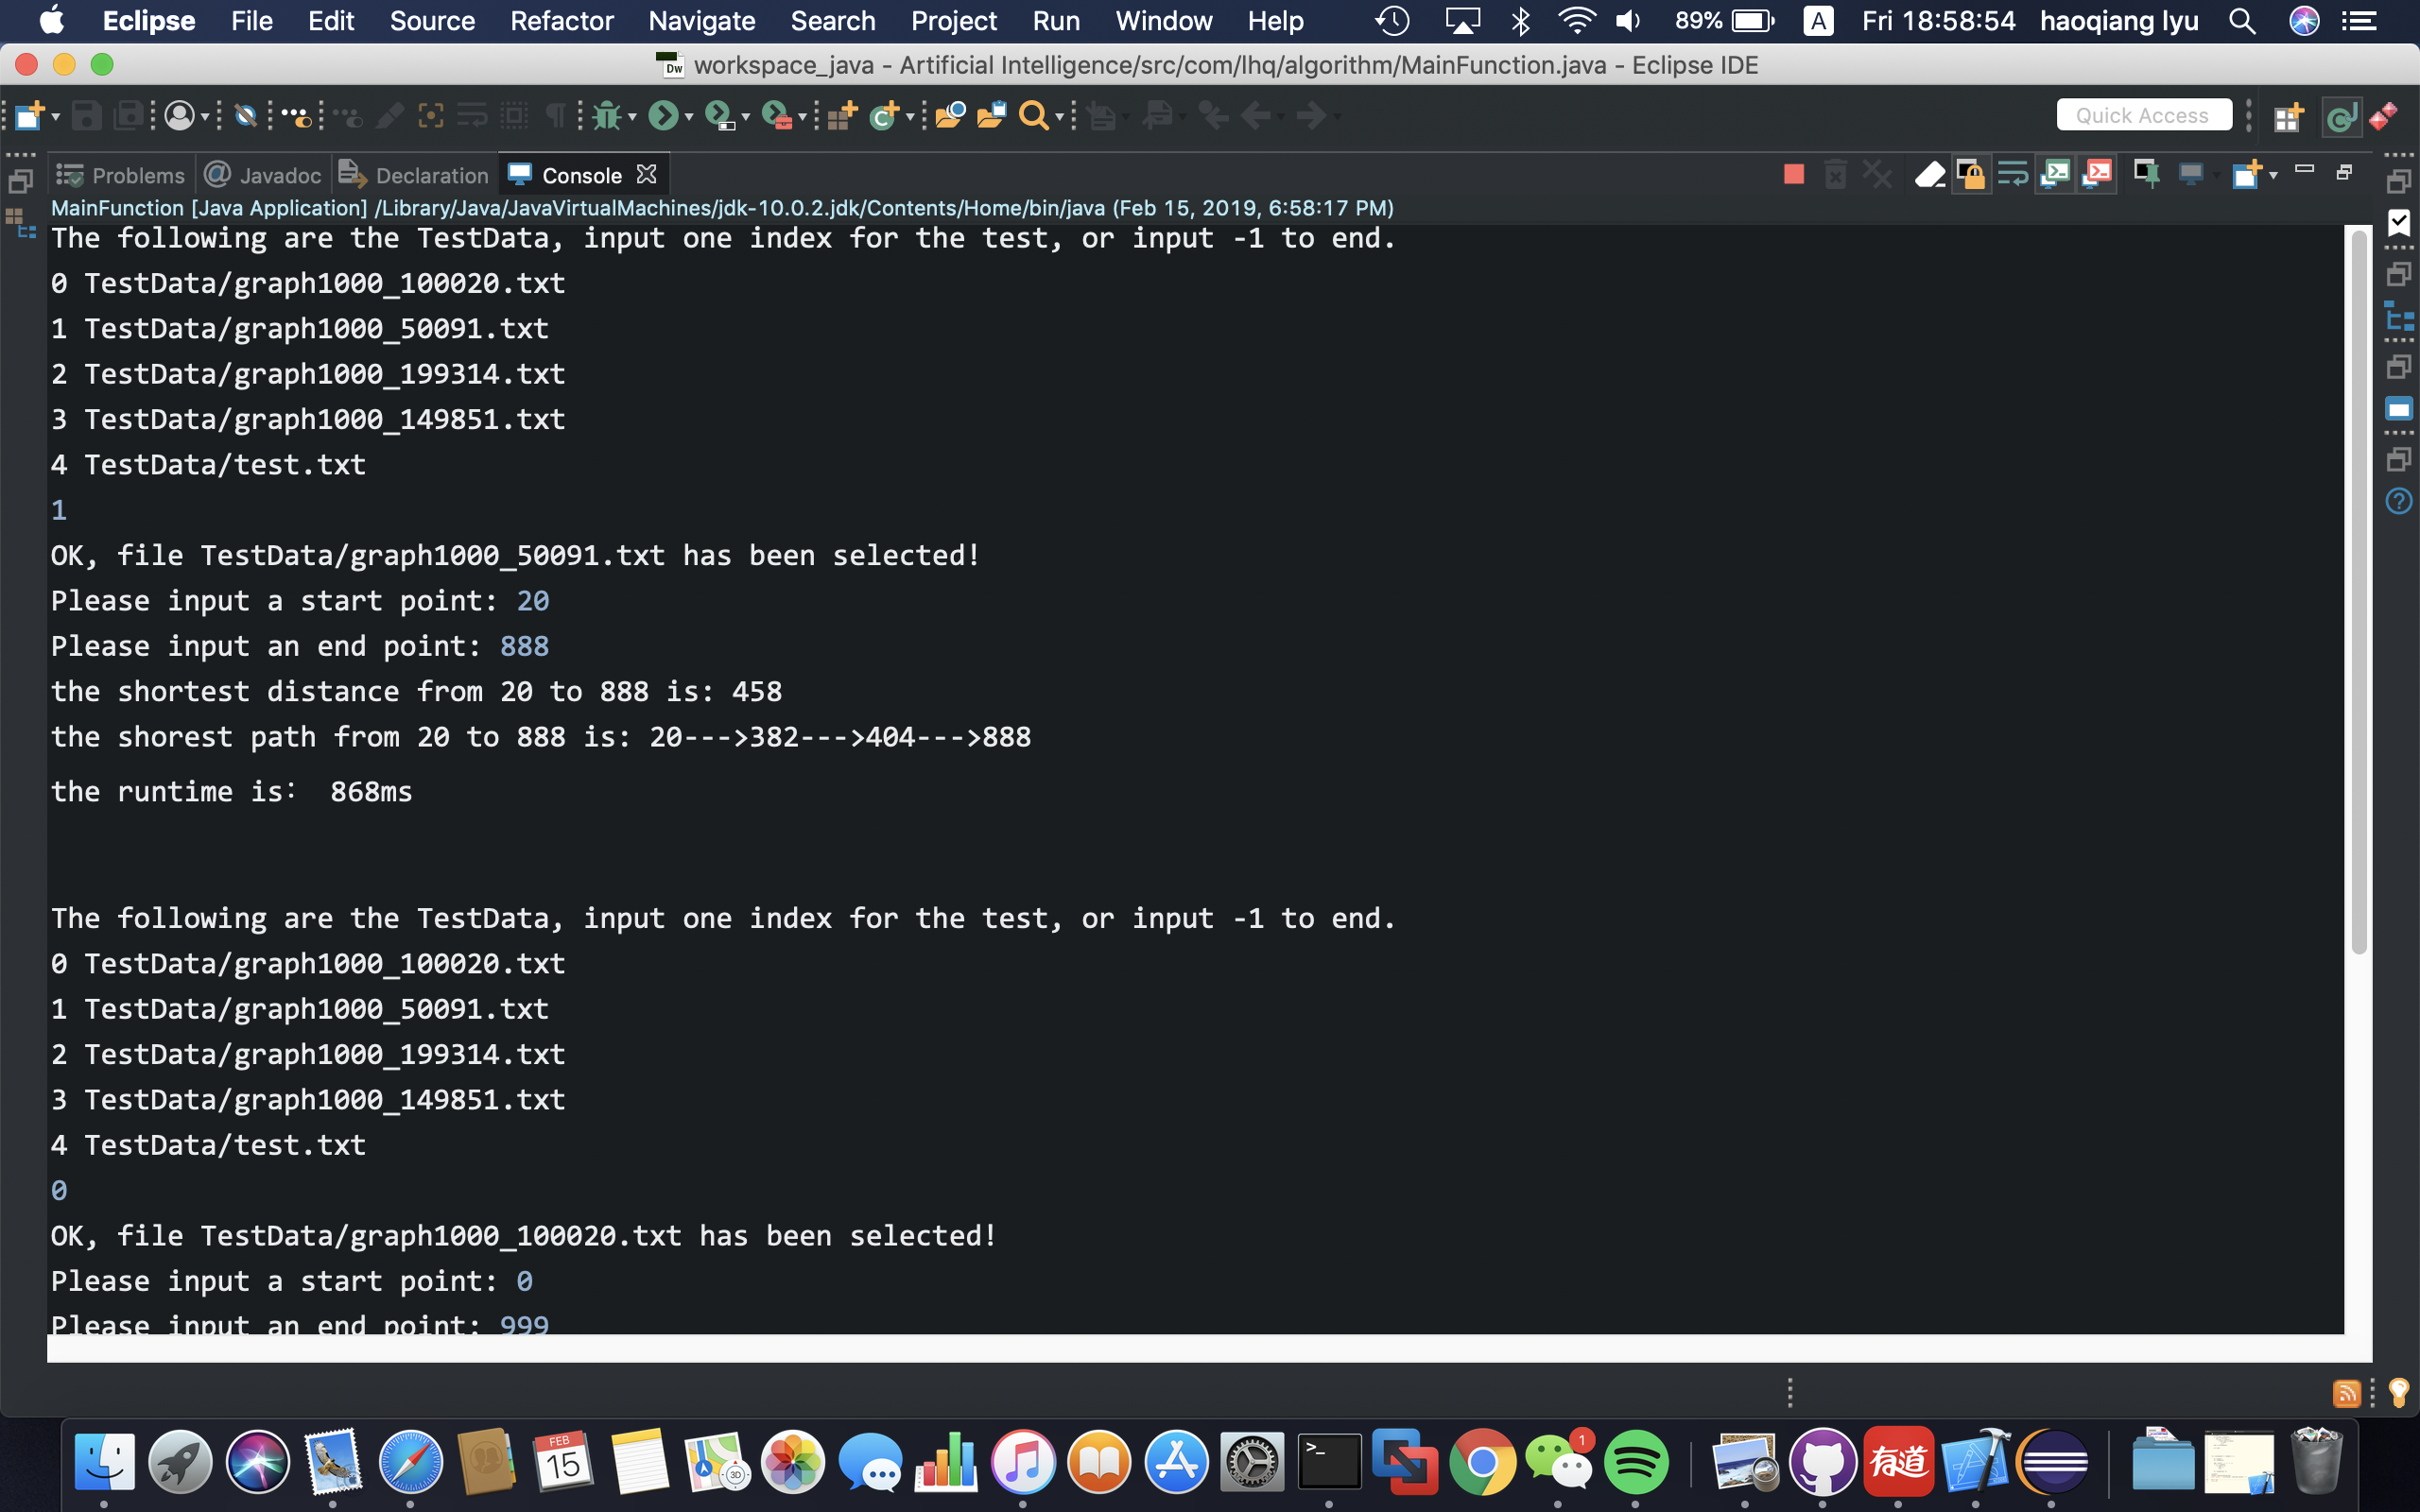 Eclipse File Edit Source Refactor Navigate Search Project Run Window Help 89% A Fri 18:58:54 haoqiang lyu
Dw workspace_java - Artificial Intelligence/src/com/lhq/algorithm/MainFunction.java - Eclipse IDE
Quick Access
Problems @ Javadoc Declaration Console
MainFunction [Java Application] /Library/Java/JavaVirtualMachines/jdk-10.0.2.jdk/Contents/Home/bin/java (Feb 15, 2019, 6:58:17 PM)
The following are the TestData, input one index for the test, or input -1 to end.
0 TestData/graph1000_100020.txt
1 TestData/graph1000_50091.txt
2 TestData/graph1000_199314.txt
3 TestData/graph1000_149851.txt
4 TestData/test.txt
1
OK, file TestData/graph1000_50091.txt has been selected!
Please input a start point: 20
Please input an end point: 888
the shortest distance from 20 to 888 is: 458
the shorest path from 20 to 888 is: 20--->382--->404--->888
the runtime is： 868ms
The following are the TestData, input one index for the test, or input -1 to end.
0 TestData/graph1000_100020.txt
1 TestData/graph1000_50091.txt
2 TestData/graph1000_199314.txt
3 TestData/graph1000_149851.txt
4 TestData/test.txt
0
OK, file TestData/graph1000_100020.txt has been selected!
Please input a start point: 0
Please input an end point: 999
FEB
15
3D
>_
1
有道